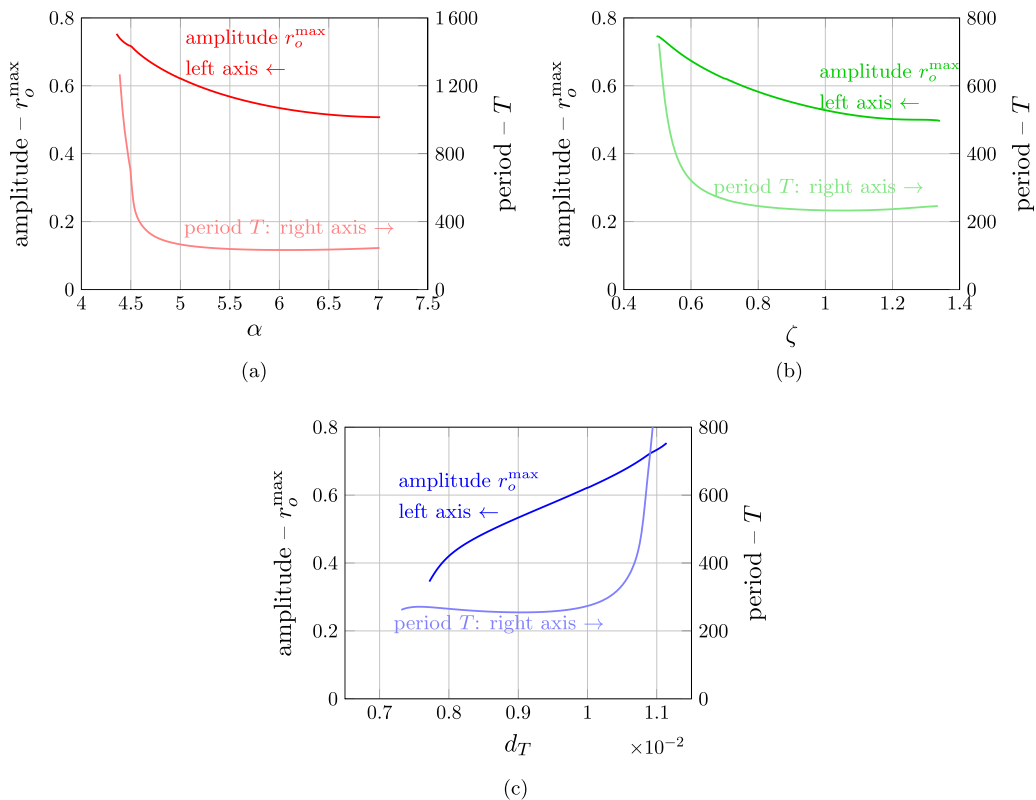 0.8
0.6
0.4
0.2
0
amplitude – r_o^max
1 600
1 200
800
400
0
period – T
amplitude r_o^max
left axis ←
period T: right axis →
4 4.5 5 5.5 6 6.5 7 7.5
α
(a)
0.8
0.6
0.4
0.2
0
amplitude – r_o^max
800
600
400
200
0
period – T
amplitude r_o^max
left axis ←
period T: right axis →
0.4 0.6 0.8 1 1.2 1.4
ζ
(b)
0.8
0.6
0.4
0.2
0
amplitude – r_o^max
800
600
400
200
0
period – T
amplitude r_o^max
left axis ←
period T: right axis →
0.7 0.8 0.9 1 1.1
d_T
×10⁻²
(c)